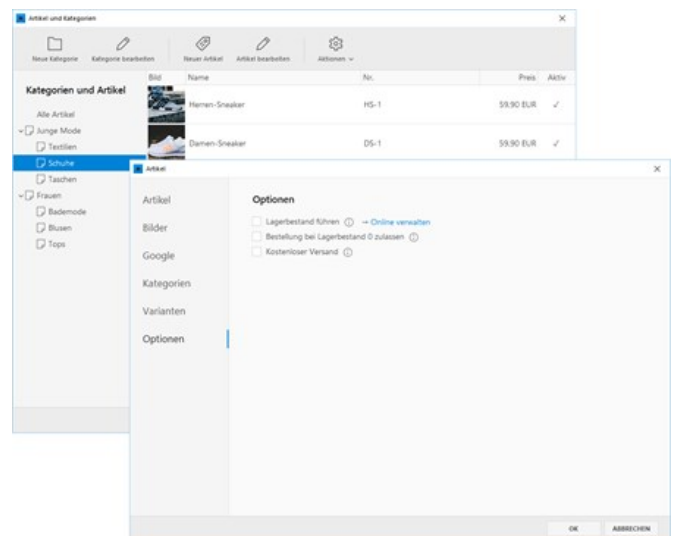 Artikel und Kategorien
Neue Kategorie Kategorie bearbeiten Neuer Artikel Artikel bearbeiten Aktionen
Kategorien und Artikel
Bild Name Nr. Preis Aktiv
Herren-Sneaker HS-1 59,90 EUR ✓
Alle Artikel
Junge Mode
Damen-Sneaker DS-1 59,90 EUR ✓
Textilien
Schuhe
Taschen
Frauen
Bademode
Blusen
Tops
Artikel
Artikel
Bilder
Google
Kategorien
Varianten
Optionen
Optionen
Lagerbestand führen → Online verwalten
Bestellung bei Lagerbestand 0 zulassen
Kostenloser Versand
OK ABBRECHEN